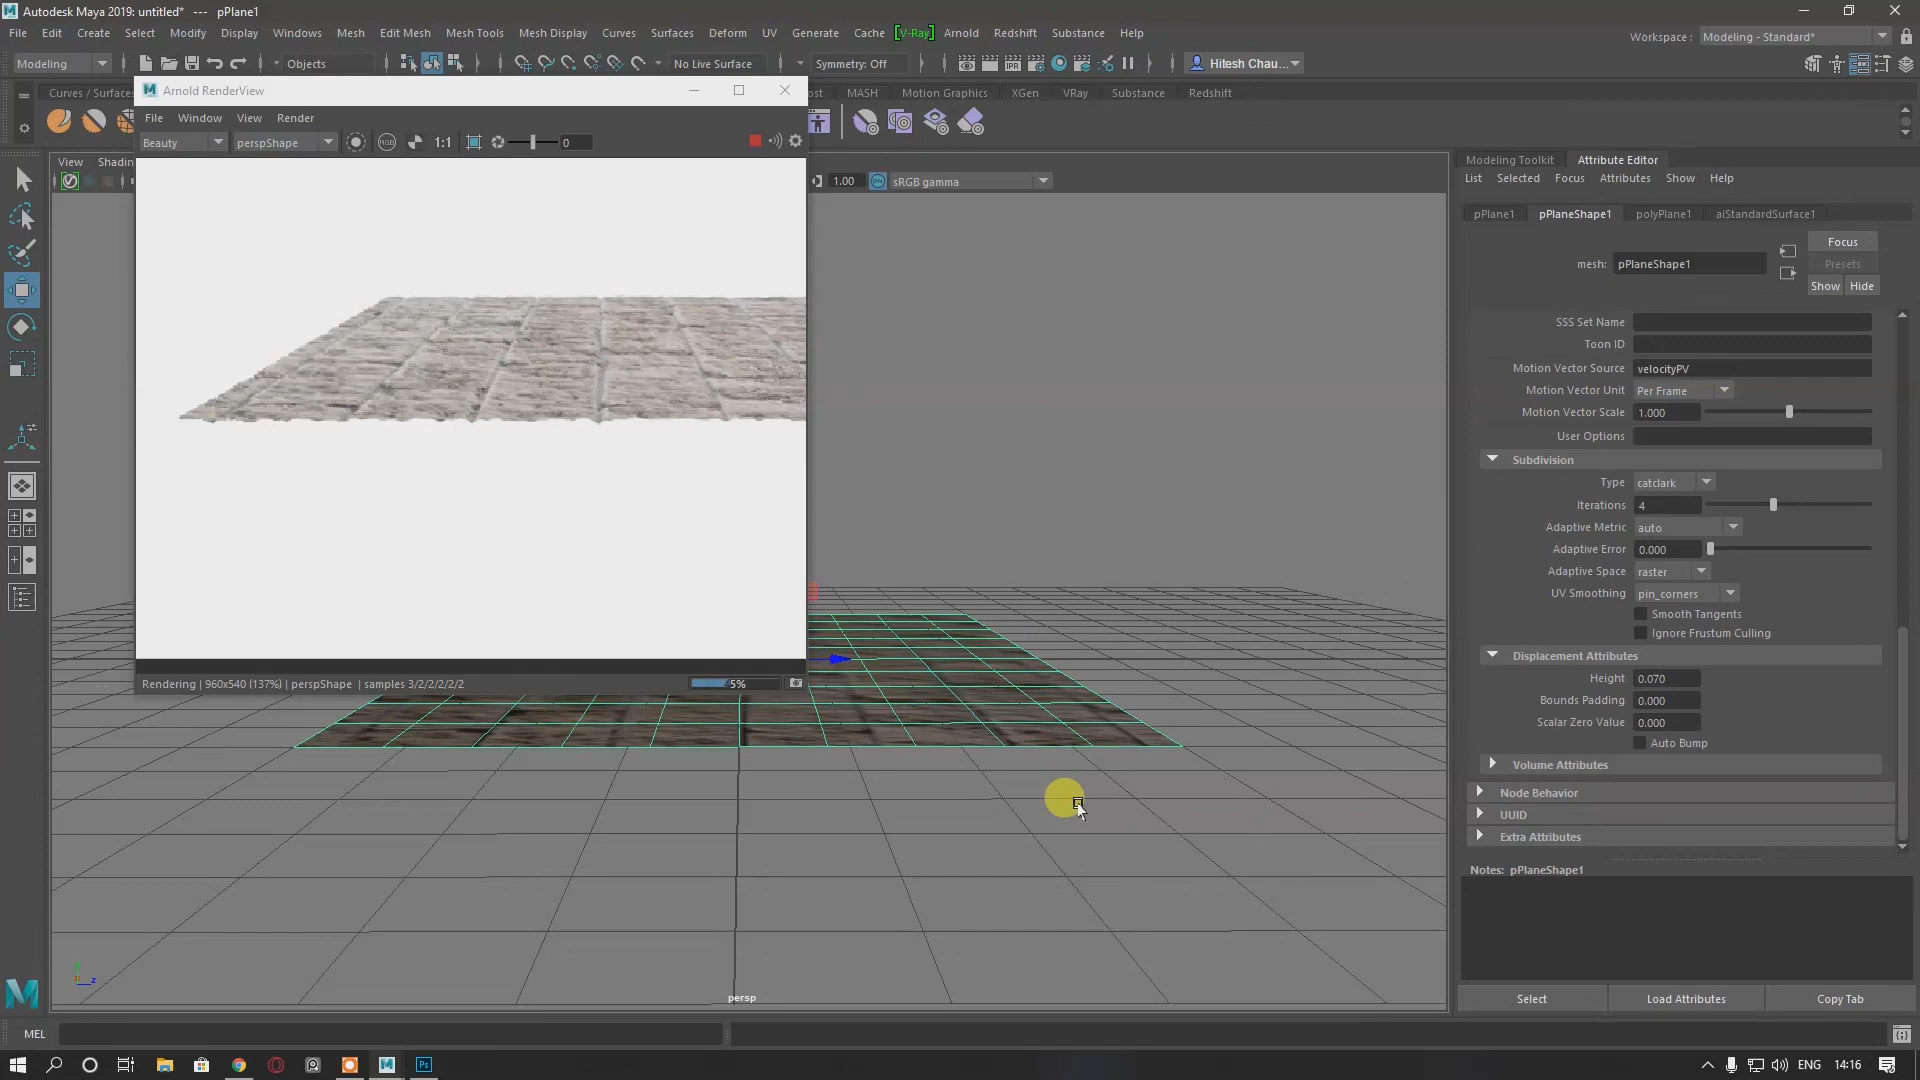 Autodesk Maya 2019: untitled* --- pPlane1
File Edit Create Select Modify Display Windows Mesh Edit Mesh Mesh Tools Mesh Display Curves Surfaces Deform UV Generate Cache [V-Ray] Arnold Redshift Substance Help
Workspace : Modeling - Standard*
Modeling Objects No Live Surface Symmetry: Off Hitesh Chau...
Curves / Surfaces MASH Motion Graphics XGen VRay Substance Redshift
Arnold RenderView
File Window View Render
Beauty perspShape 1:1 0
View Shadin
1.00 sRGB gamma
Rendering | 960x540 (137%) | perspShape | samples 3/2/2/2/2/2
5%
persp
z
Modeling Toolkit Attribute Editor
List Selected Focus Attributes Show Help
pPlane1 pPlaneShape1 polyPlane1 aiStandardSurface1
Focus
mesh: pPlaneShape1
Presets
Show Hide
SSS Set Name
Toon ID
Motion Vector Source velocityPV
Motion Vector Unit Per Frame
Motion Vector Scale 1.000
User Options
Subdivision
Type catclark
Iterations 4
Adaptive Metric auto
Adaptive Error 0.000
Adaptive Space raster
UV Smoothing pin_corners
Smooth Tangents
Ignore Frustum Culling
Displacement Attributes
Height 0.070
Bounds Padding 0.000
Scalar Zero Value 0.000
Auto Bump
Volume Attributes
Node Behavior
UUID
Extra Attributes
Notes: pPlaneShape1
Select Load Attributes Copy Tab
MEL
ENG 14:16